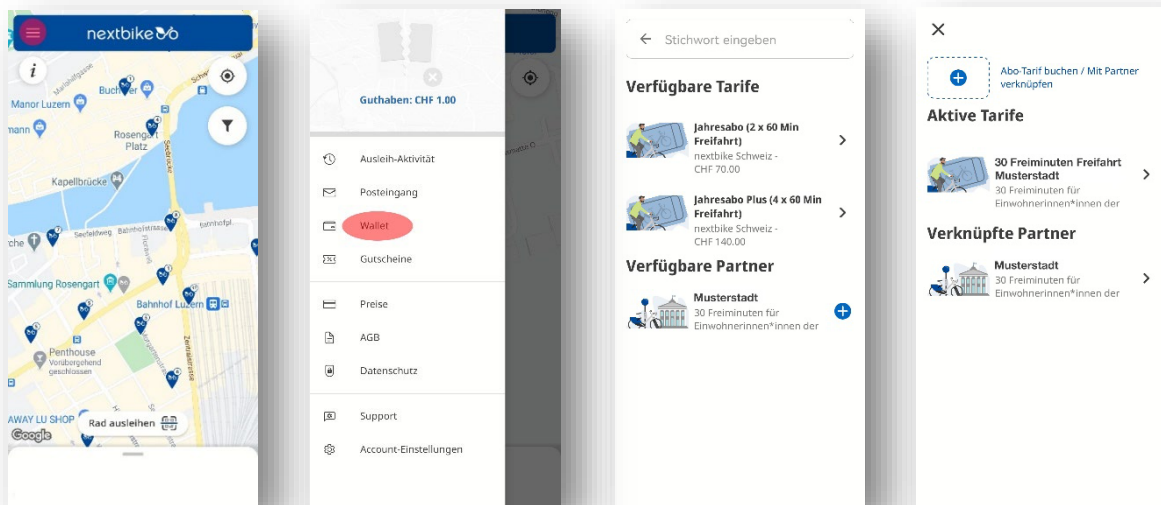 nextbike
i
Manor Luzern
Rosengart
Platz
Kapellbrücke
Seebrücke
Seefeldweg
Bahnhofstrasse
Sammlung Rosengart
Bahnhof Luzern
Zentralstrasse
Penthouse
Vorübergehend
geschlossen
AWAY LU SHOP
Rad ausleihen
Google
Guthaben: CHF 1.00
Ausleih-Aktivität
Posteingang
Wallet
Gutscheine
Preise
AGB
Datenschutz
Support
Account-Einstellungen
Stichwort eingeben
Verfügbare Tarife
Jahresabo (2 x 60 Min
Freifahrt)
nextbike Schweiz -
CHF 70.00
Jahresabo Plus (4 x 60 Min
Freifahrt)
nextbike Schweiz -
CHF 140.00
Verfügbare Partner
Musterstadt
30 Freiminuten für
Einwohnerinnen*innen der
Abo-Tarif buchen / Mit Partner
verknüpfen
Aktive Tarife
30 Freiminuten Freifahrt
Musterstadt
30 Freiminuten für
Einwohnerinnen*innen der
Verknüpfte Partner
Musterstadt
30 Freiminuten für
Einwohnerinnen*innen der